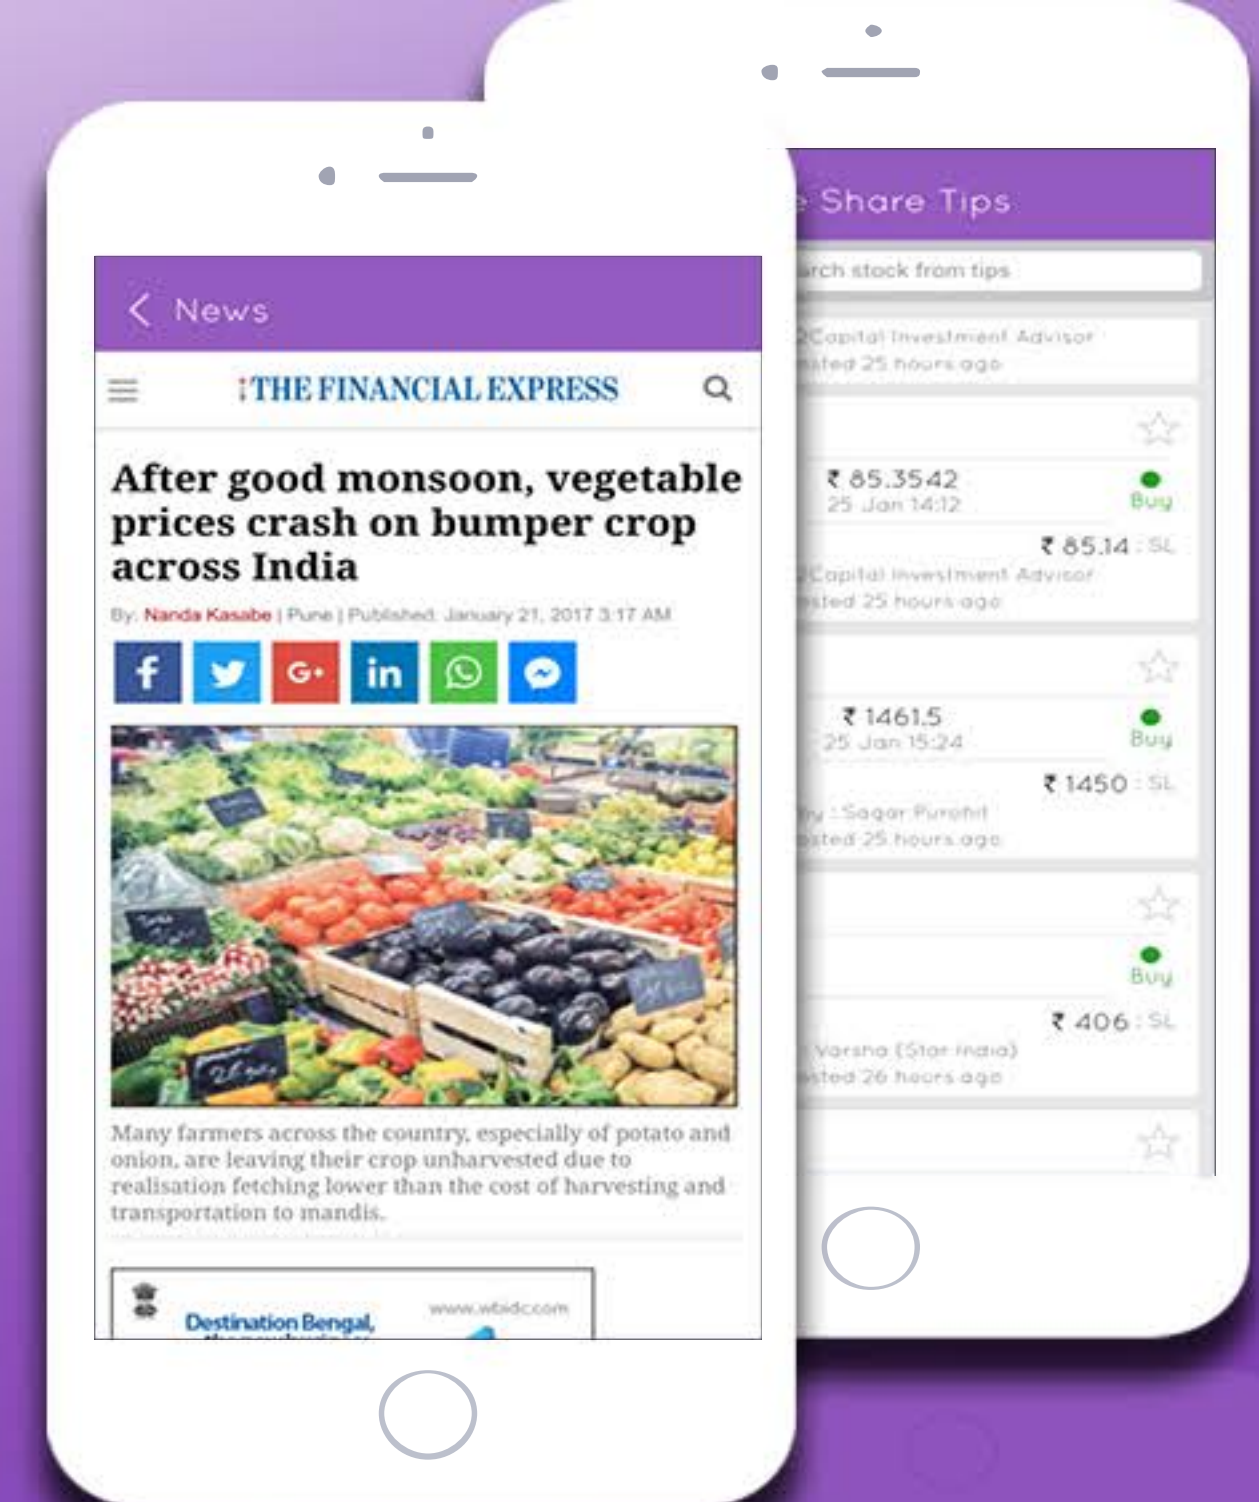 News
THE FINANCIAL EXPRESS
After good monsoon, vegetable
prices crash on bumper crop
across India
By: Nanda Kasabe | Pune | Published: January 21, 2017 3:17 AM
f G+ in
Many farmers across the country, especially of potato and
onion, are leaving their crop unharvested due to
realisation fetching lower than the cost of harvesting and
transportation to mandis.
www.wbidc.com
Destination Bengal,
Share Tips
stock from tips
Capital Investment Advisor
25 hours ago
₹ 85.3542
25 Jan 14:12
Buy
₹ 85.14 : SL
Capital Investment Advisor
25 hours ago
₹ 1461.5
25 Jan 15:24
Buy
₹ 1450 : SL
: Sagar Purohit
25 hours ago
Buy
₹ 406 : SL
: Varsha (Star India)
26 hours ago